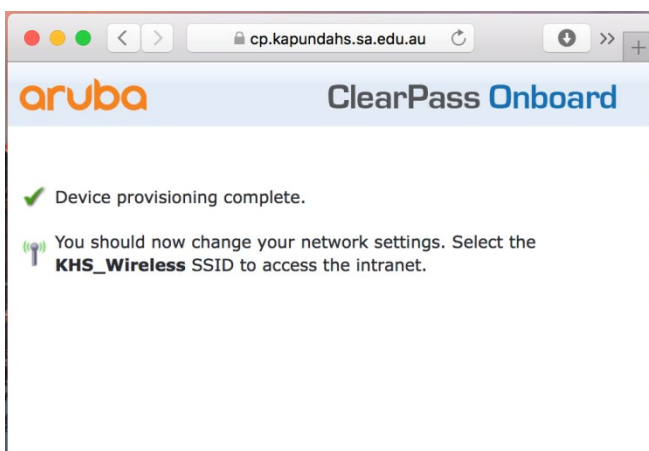 cp.kapundahs.sa.edu.au
aruba
ClearPass Onboard
Device provisioning complete.
You should now change your network settings. Select the
KHS_Wireless SSID to access the intranet.